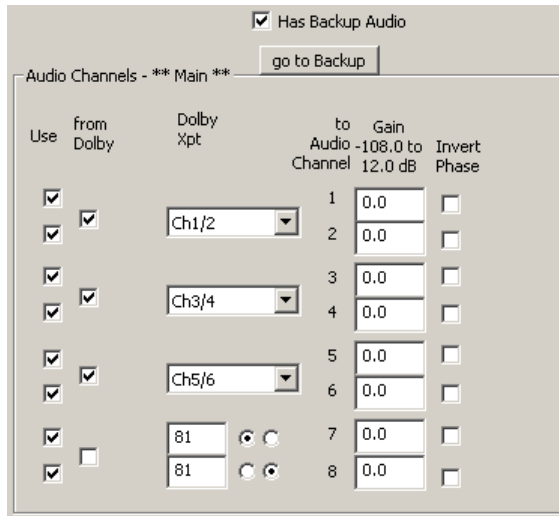 Has Backup Audio
go to Backup
Audio Channels - ** Main **
Use
from
Dolby
Dolby
Xpt
to
Audio
Channel
Gain
-108.0 to
12.0 dB
Invert
Phase
Ch1/2
1 0.0
2 0.0
Ch3/4
3 0.0
4 0.0
Ch5/6
5 0.0
6 0.0
81 7 0.0
81 8 0.0